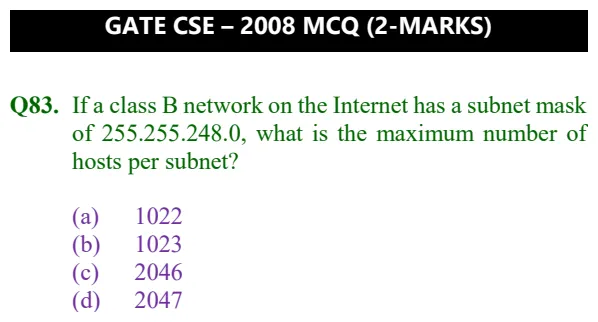 GATE CSE – 2008 MCQ (2-MARKS)
Q83. If a class B network on the Internet has a subnet mask
of 255.255.248.0, what is the maximum number of
hosts per subnet?
(a) 1022
(b) 1023
(c) 2046
(d) 2047